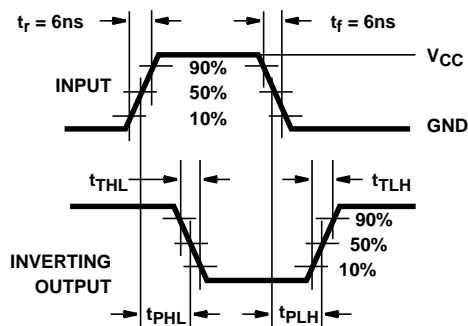 tr = 6ns
tf = 6ns
VCC
90%
INPUT
50%
10%
GND
tTHL
tTLH
90%
50%
INVERTING
OUTPUT
10%
tPHL
tPLH